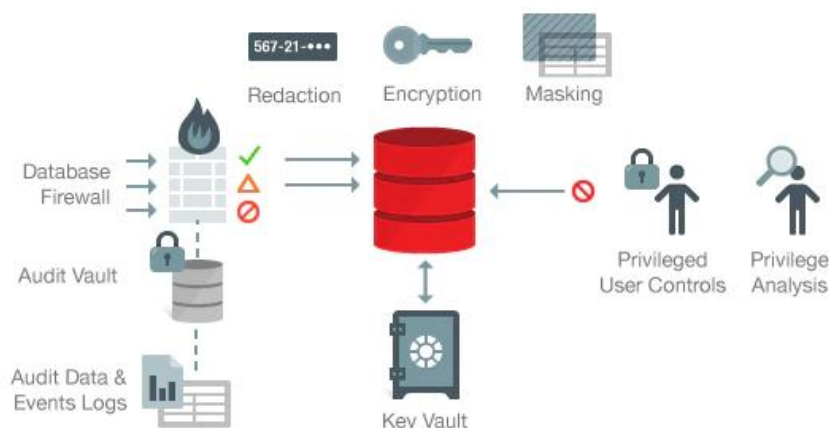 567-21-•••
Redaction
Encryption
Masking
Database
Firewall
Audit Vault
Audit Data &
Events Logs
Key Vault
Privileged
User Controls
Privilege
Analysis